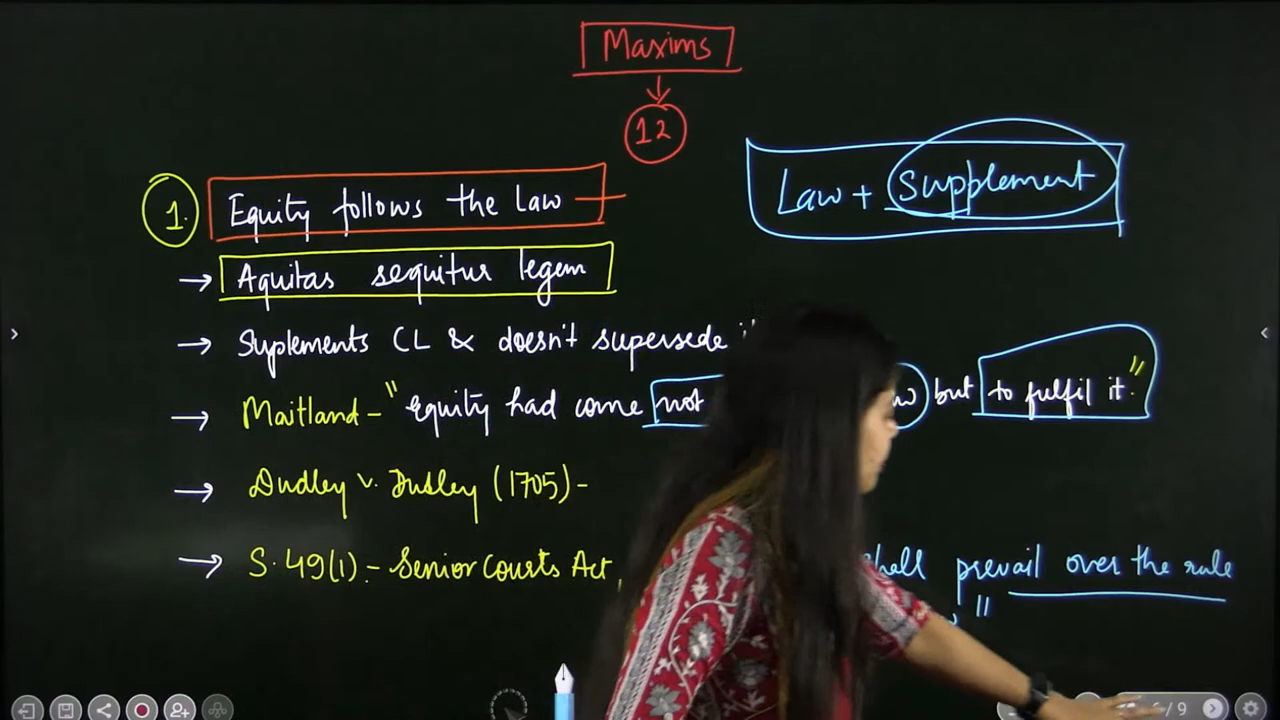 Maxims
12
Law + Supplement
1. Equity follows the Law
→ Aquitas sequitur legem
→ Suplements CL & doesn't supersede
→ Maitland - "Equity had come not but to fulfil it."
→ Dudley v. Dudley (1705) -
→ S. 49(1) - Senior Courts Act, shall prevail over the rule
"
/ 9